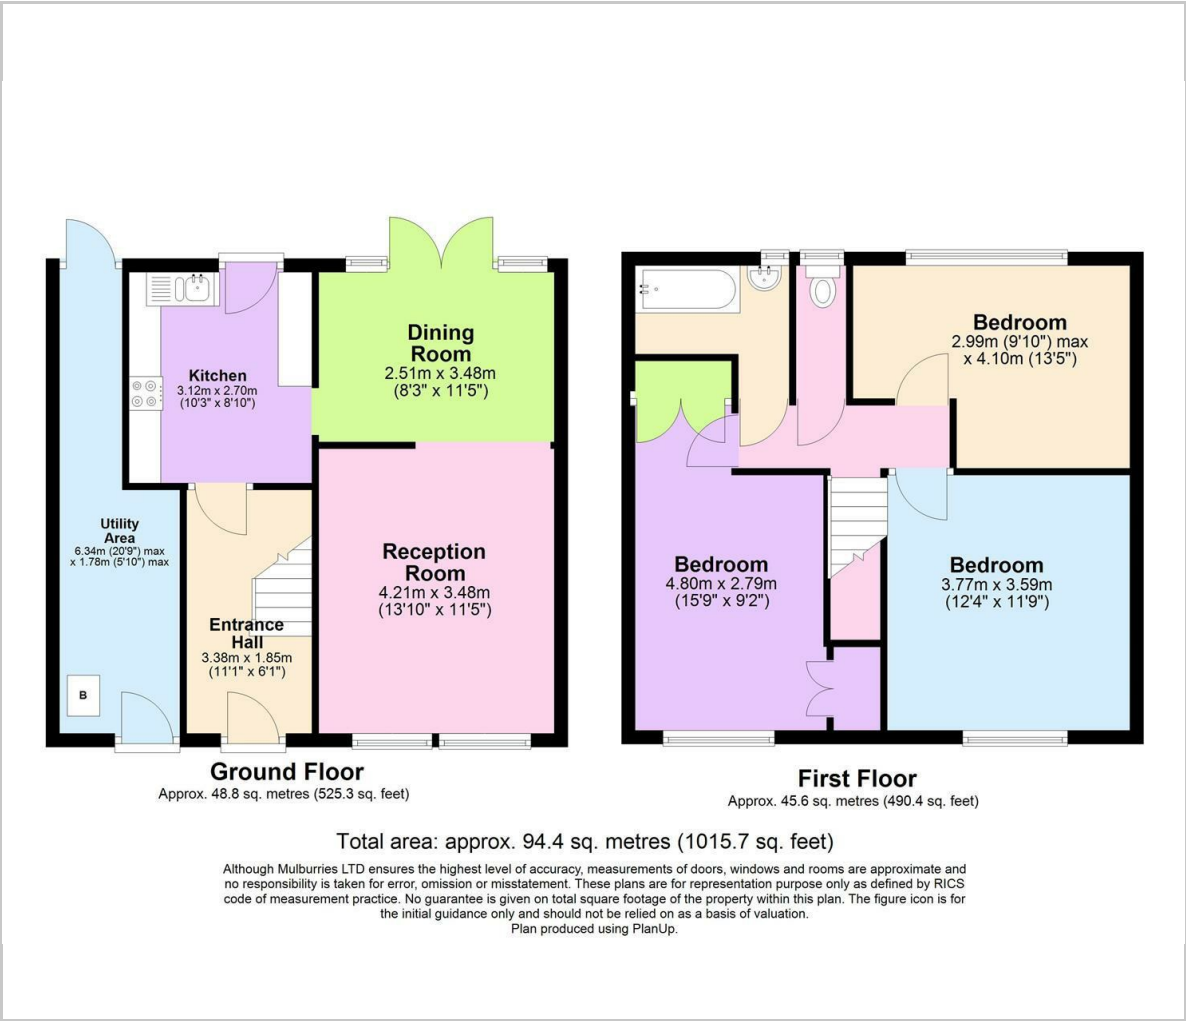 Kitchen
3.12m x 2.70m
(10'3" x 8'10")
Dining
Room
2.51m x 3.48m
(8'3" x 11'5")
Utility
Area
6.34m (20'9") max
x 1.78m (5'10") max
Reception
Room
4.21m x 3.48m
(13'10" x 11'5")
Entrance
Hall
3.38m x 1.85m
(11'1" x 6'1")
B
Ground Floor
Approx. 48.8 sq. metres (525.3 sq. feet)
Bedroom
2.99m (9'10") max
x 4.10m (13'5")
Bedroom
4.80m x 2.79m
(15'9" x 9'2")
Bedroom
3.77m x 3.59m
(12'4" x 11'9")
First Floor
Approx. 45.6 sq. metres (490.4 sq. feet)
Total area: approx. 94.4 sq. metres (1015.7 sq. feet)
Although Mulburries LTD ensures the highest level of accuracy, measurements of doors, windows and rooms are approximate and
no responsibility is taken for error, omission or misstatement. These plans are for representation purpose only as defined by RICS
code of measurement practice. No guarantee is given on total square footage of the property within this plan. The figure icon is for
the initial guidance only and should not be relied on as a basis of valuation.
Plan produced using PlanUp.